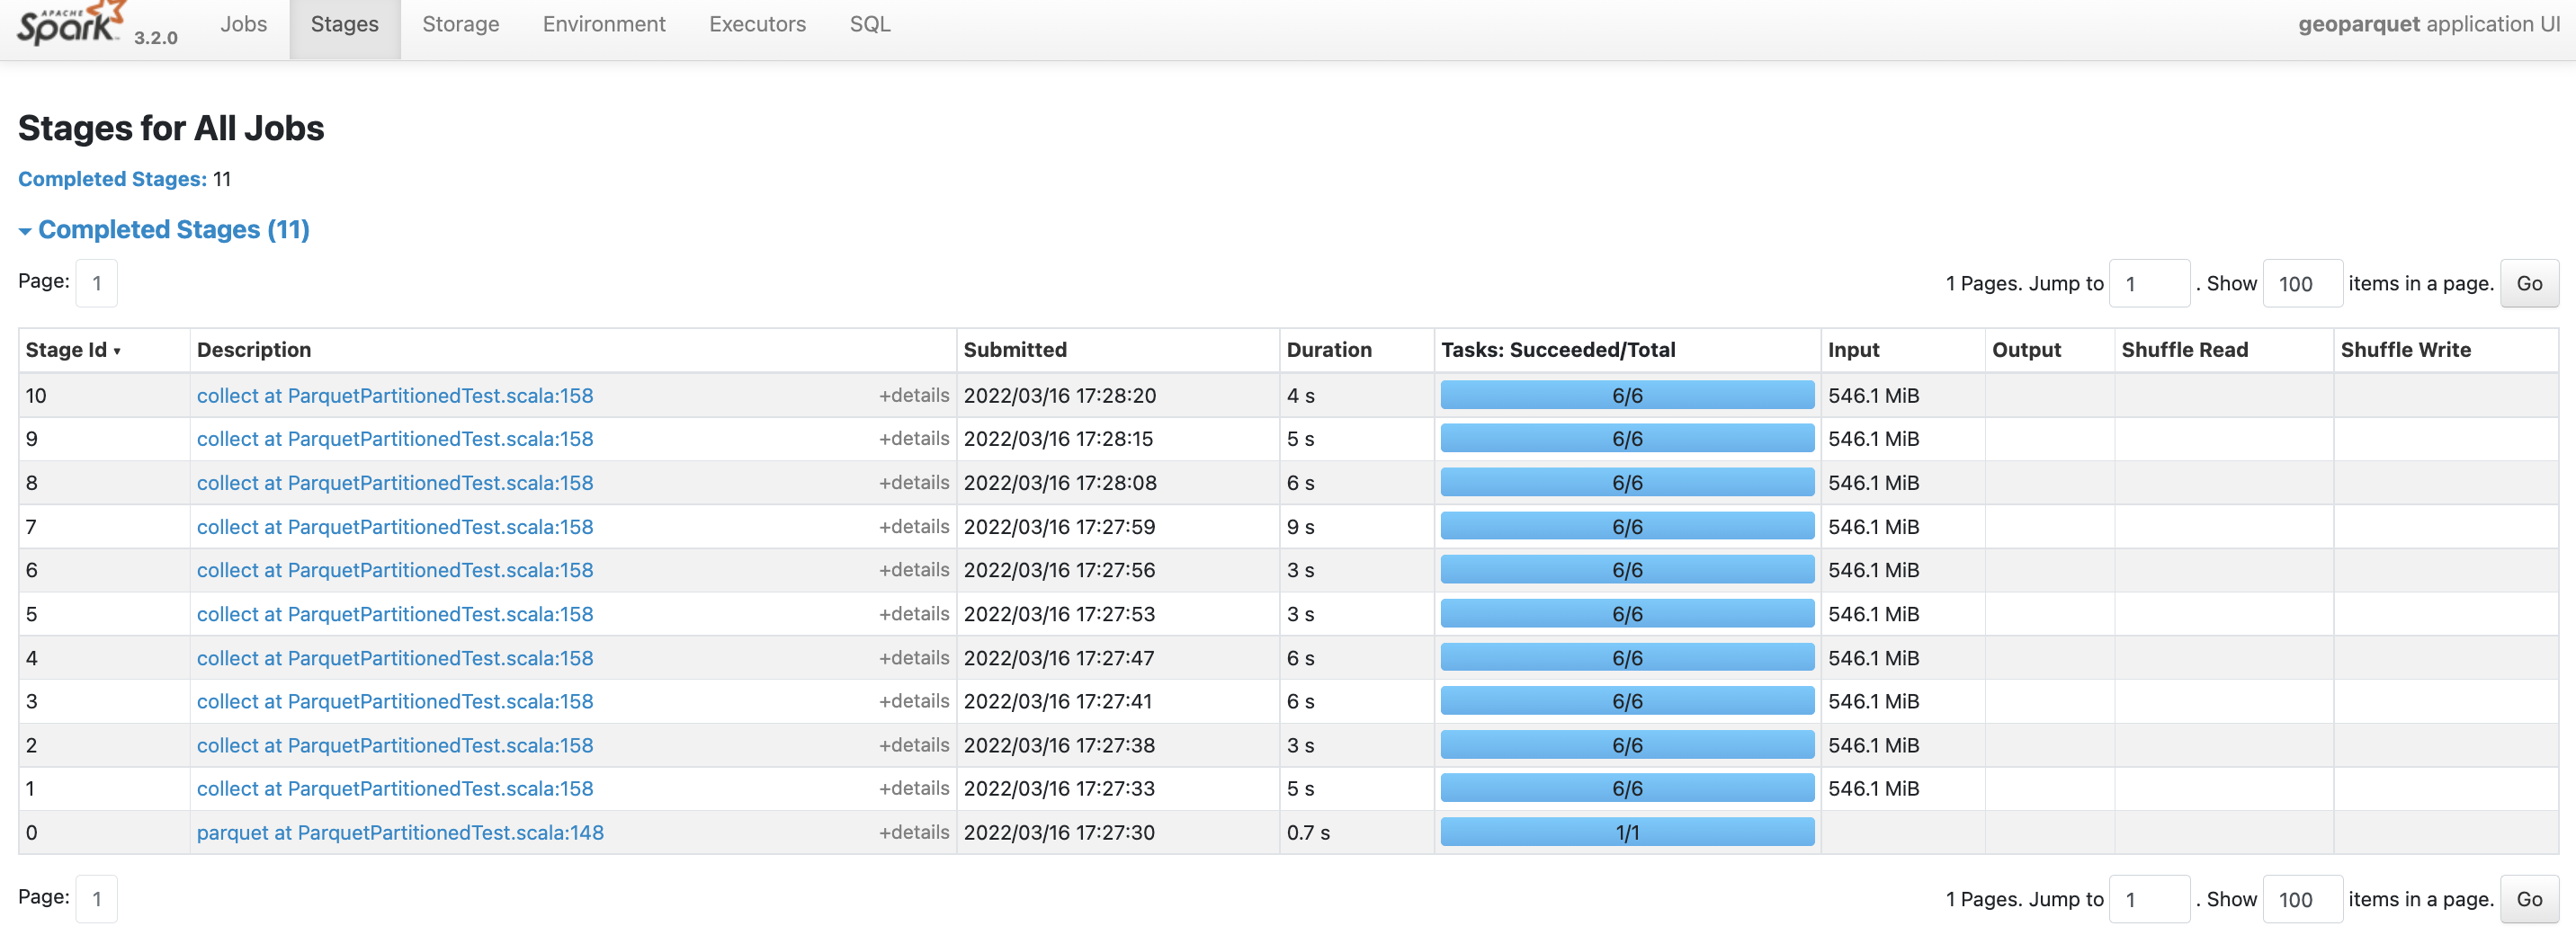 APACHE Spark 3.2.0 Jobs Stages Storage Environment Executors SQL geoparquet application UI
Stages for All Jobs
Completed Stages: 11
Completed Stages (11)
Page: 1 1 Pages. Jump to 1 . Show 100 items in a page. Go
Stage Id ▾ Description Submitted Duration Tasks: Succeeded/Total Input Output Shuffle Read Shuffle Write
10 collect at ParquetPartitionedTest.scala:158 +details 2022/03/16 17:28:20 4 s 6/6 546.1 MiB
9 collect at ParquetPartitionedTest.scala:158 +details 2022/03/16 17:28:15 5 s 6/6 546.1 MiB
8 collect at ParquetPartitionedTest.scala:158 +details 2022/03/16 17:28:08 6 s 6/6 546.1 MiB
7 collect at ParquetPartitionedTest.scala:158 +details 2022/03/16 17:27:59 9 s 6/6 546.1 MiB
6 collect at ParquetPartitionedTest.scala:158 +details 2022/03/16 17:27:56 3 s 6/6 546.1 MiB
5 collect at ParquetPartitionedTest.scala:158 +details 2022/03/16 17:27:53 3 s 6/6 546.1 MiB
4 collect at ParquetPartitionedTest.scala:158 +details 2022/03/16 17:27:47 6 s 6/6 546.1 MiB
3 collect at ParquetPartitionedTest.scala:158 +details 2022/03/16 17:27:41 6 s 6/6 546.1 MiB
2 collect at ParquetPartitionedTest.scala:158 +details 2022/03/16 17:27:38 3 s 6/6 546.1 MiB
1 collect at ParquetPartitionedTest.scala:158 +details 2022/03/16 17:27:33 5 s 6/6 546.1 MiB
0 parquet at ParquetPartitionedTest.scala:148 +details 2022/03/16 17:27:30 0.7 s 1/1
Page: 1 1 Pages. Jump to 1 . Show 100 items in a page. Go